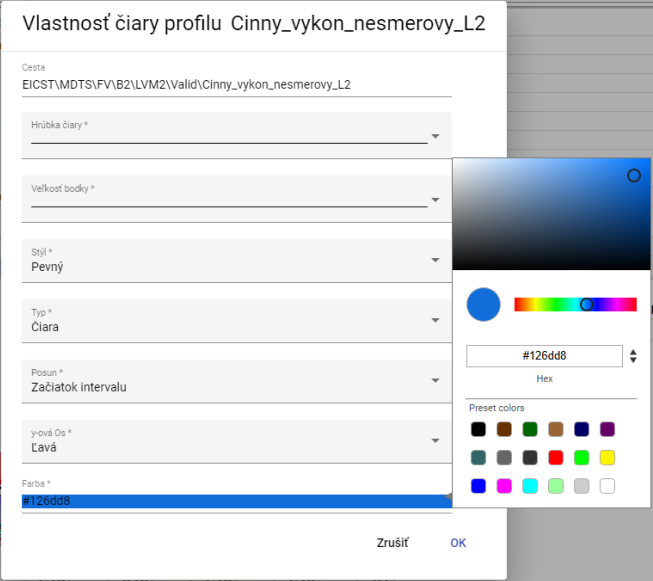 Vlastnosť čiary profilu Cinny_vykon_nesmerovy_L2
Cesta
EICST\MDTS\FV\B2\LVM2\Valid\Cinny_vykon_nesmerovy_L2
Hrúbka čiary *
Veľkosť bodky *
Štýl *
Pevný
Typ *
Čiara
Posun *
Začiatok intervalu
y-ová Os *
Ľavá
Farba *
#126dd8
#126dd8
Hex
Preset colors
Zrušiť
OK